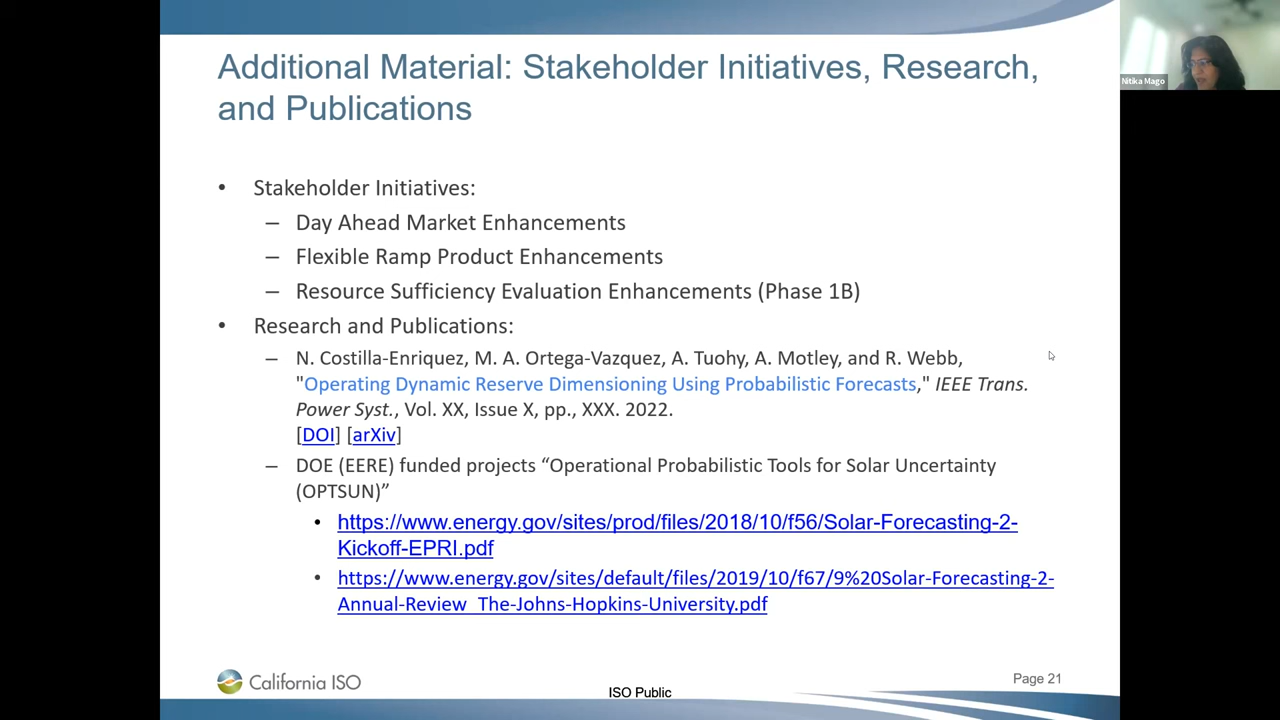 Additional Material: Stakeholder Initiatives, Research,
and Publications
Nitika Mago
• Stakeholder Initiatives:
– Day Ahead Market Enhancements
– Flexible Ramp Product Enhancements
– Resource Sufficiency Evaluation Enhancements (Phase 1B)
• Research and Publications:
– N. Costilla-Enriquez, M. A. Ortega-Vazquez, A. Tuohy, A. Motley, and R. Webb,
"Operating Dynamic Reserve Dimensioning Using Probabilistic Forecasts," IEEE Trans.
Power Syst., Vol. XX, Issue X, pp., XXX. 2022.
[DOI] [arXiv]
– DOE (EERE) funded projects “Operational Probabilistic Tools for Solar Uncertainty
(OPTSUN)”
• https://www.energy.gov/sites/prod/files/2018/10/f56/Solar-Forecasting-2-
Kickoff-EPRI.pdf
• https://www.energy.gov/sites/default/files/2019/10/f67/9%20Solar-Forecasting-2-
Annual-Review_The-Johns-Hopkins-University.pdf
California ISO
ISO Public
Page 21